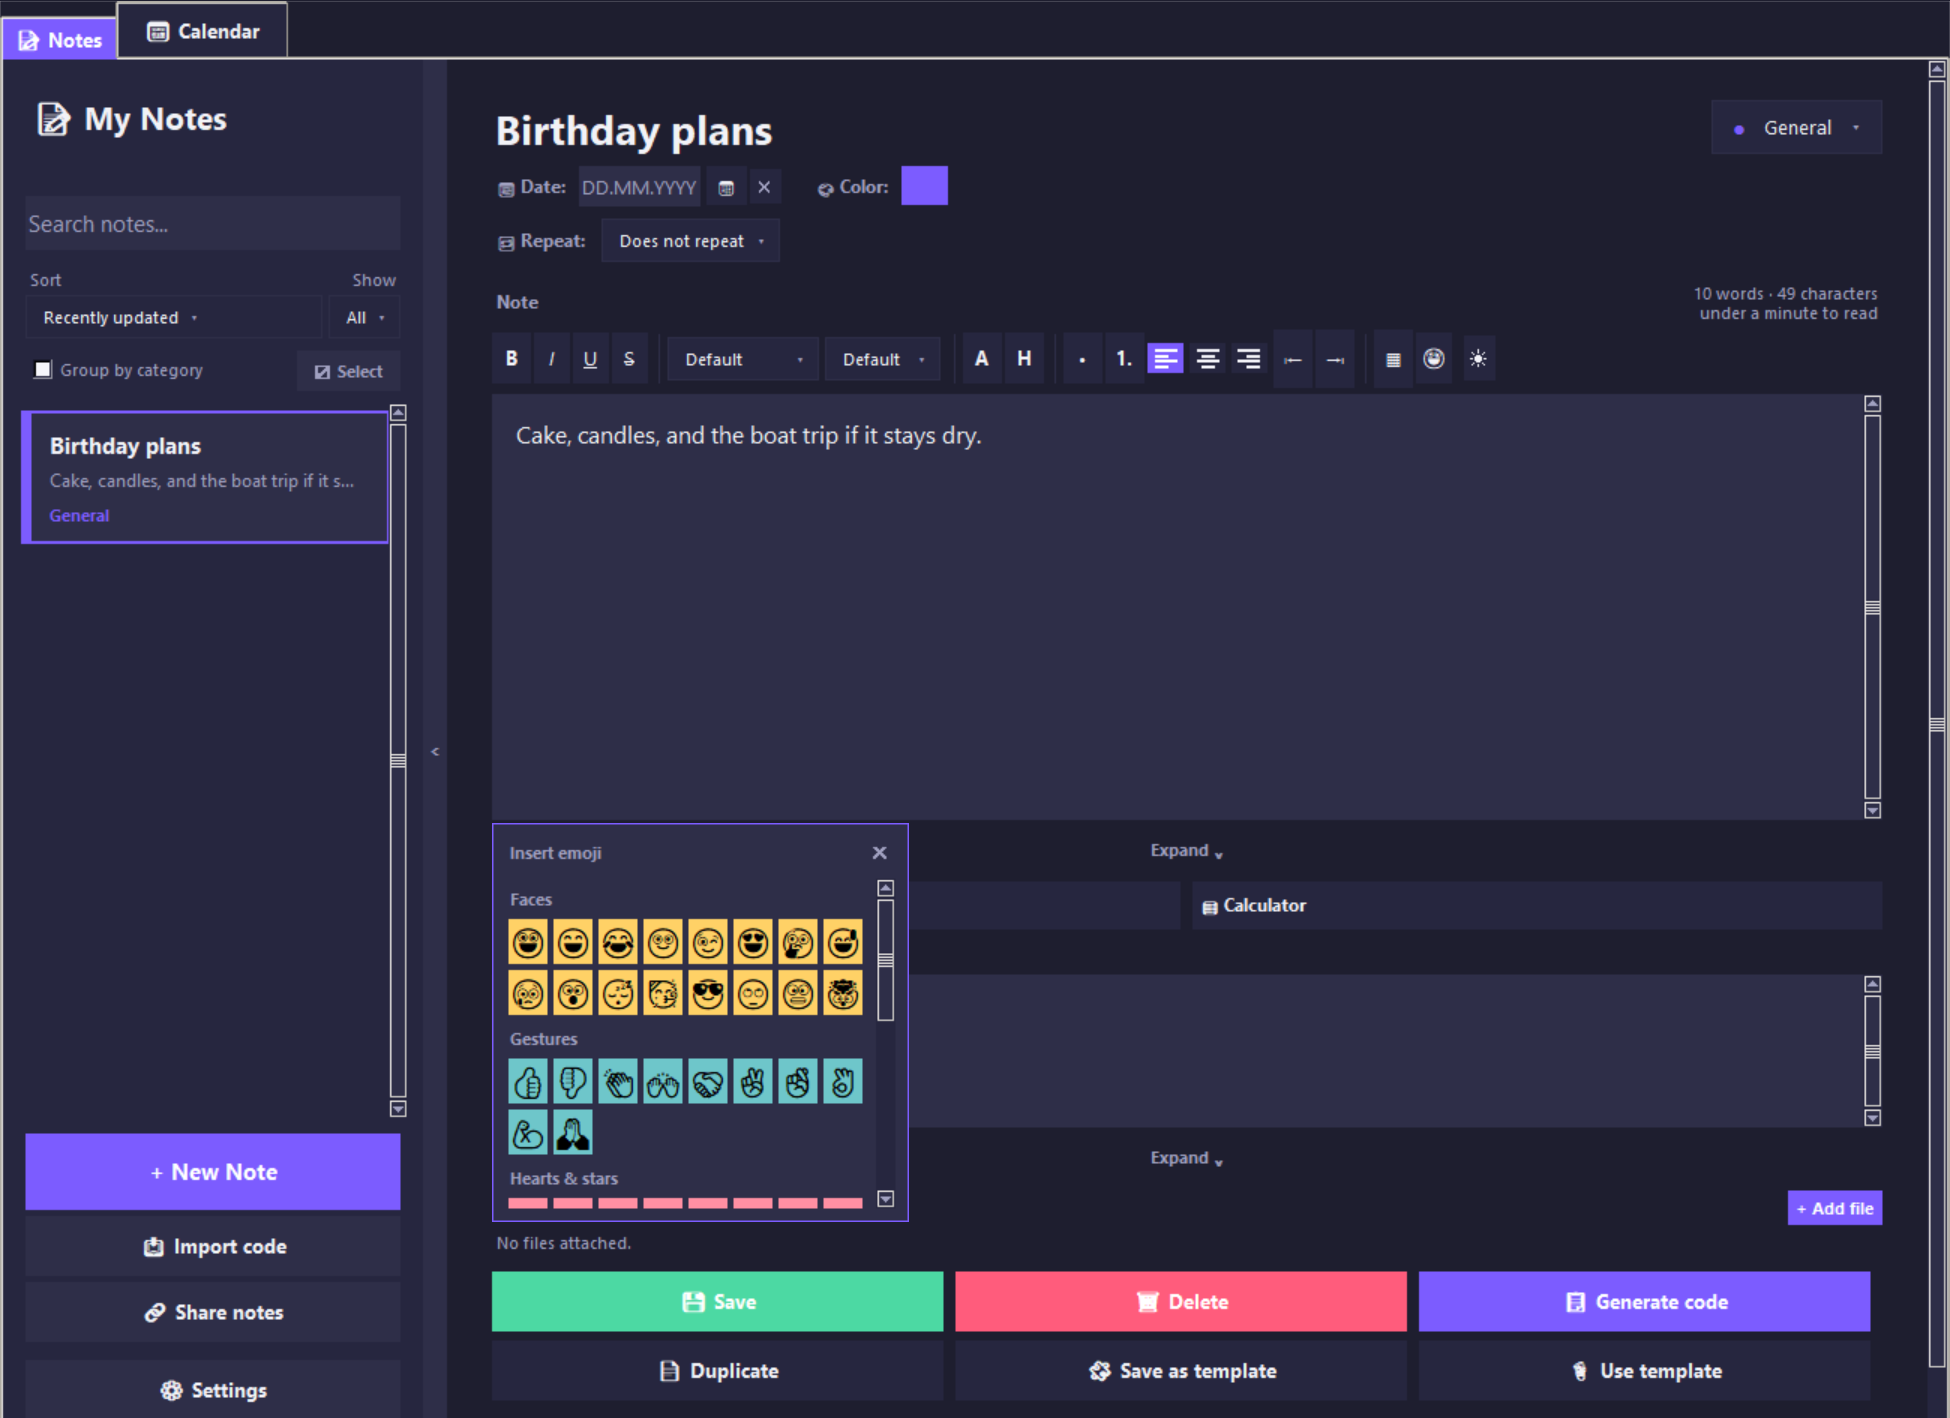 Notes
Calendar
My Notes
Search notes...
Sort
Show
Recently updated
All
Group by category
Select
Birthday plans
Cake, candles, and the boat trip if it s...
General
+ New Note
Import code
Share notes
Settings
<
Birthday plans
General
Date: DD.MM.YYYY
Color:
Repeat: Does not repeat
Note
10 words · 49 characters
under a minute to read
B I U S Default Default A H • 1.
Cake, candles, and the boat trip if it stays dry.
Expand
Insert emoji
Calculator
Faces
Gestures
Hearts & stars
Expand
+ Add file
No files attached.
Save
Delete
Generate code
Duplicate
Save as template
Use template